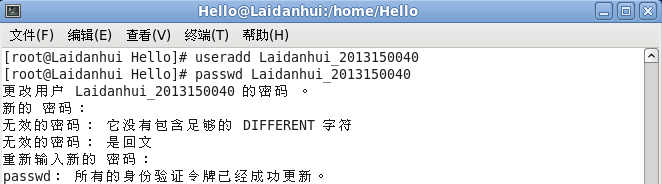 Hello@Laidanhui:/home/Hello
文件(F) 编辑(E) 查看(V) 终端(T) 帮助(H)
[root@Laidanhui Hello]# useradd Laidanhui_2013150040
[root@Laidanhui Hello]# passwd Laidanhui_2013150040
更改用户 Laidanhui_2013150040 的密码 。
新的 密码：
无效的密码： 它没有包含足够的 DIFFERENT 字符
无效的密码： 是回文
重新输入新的 密码：
passwd： 所有的身份验证令牌已经成功更新。